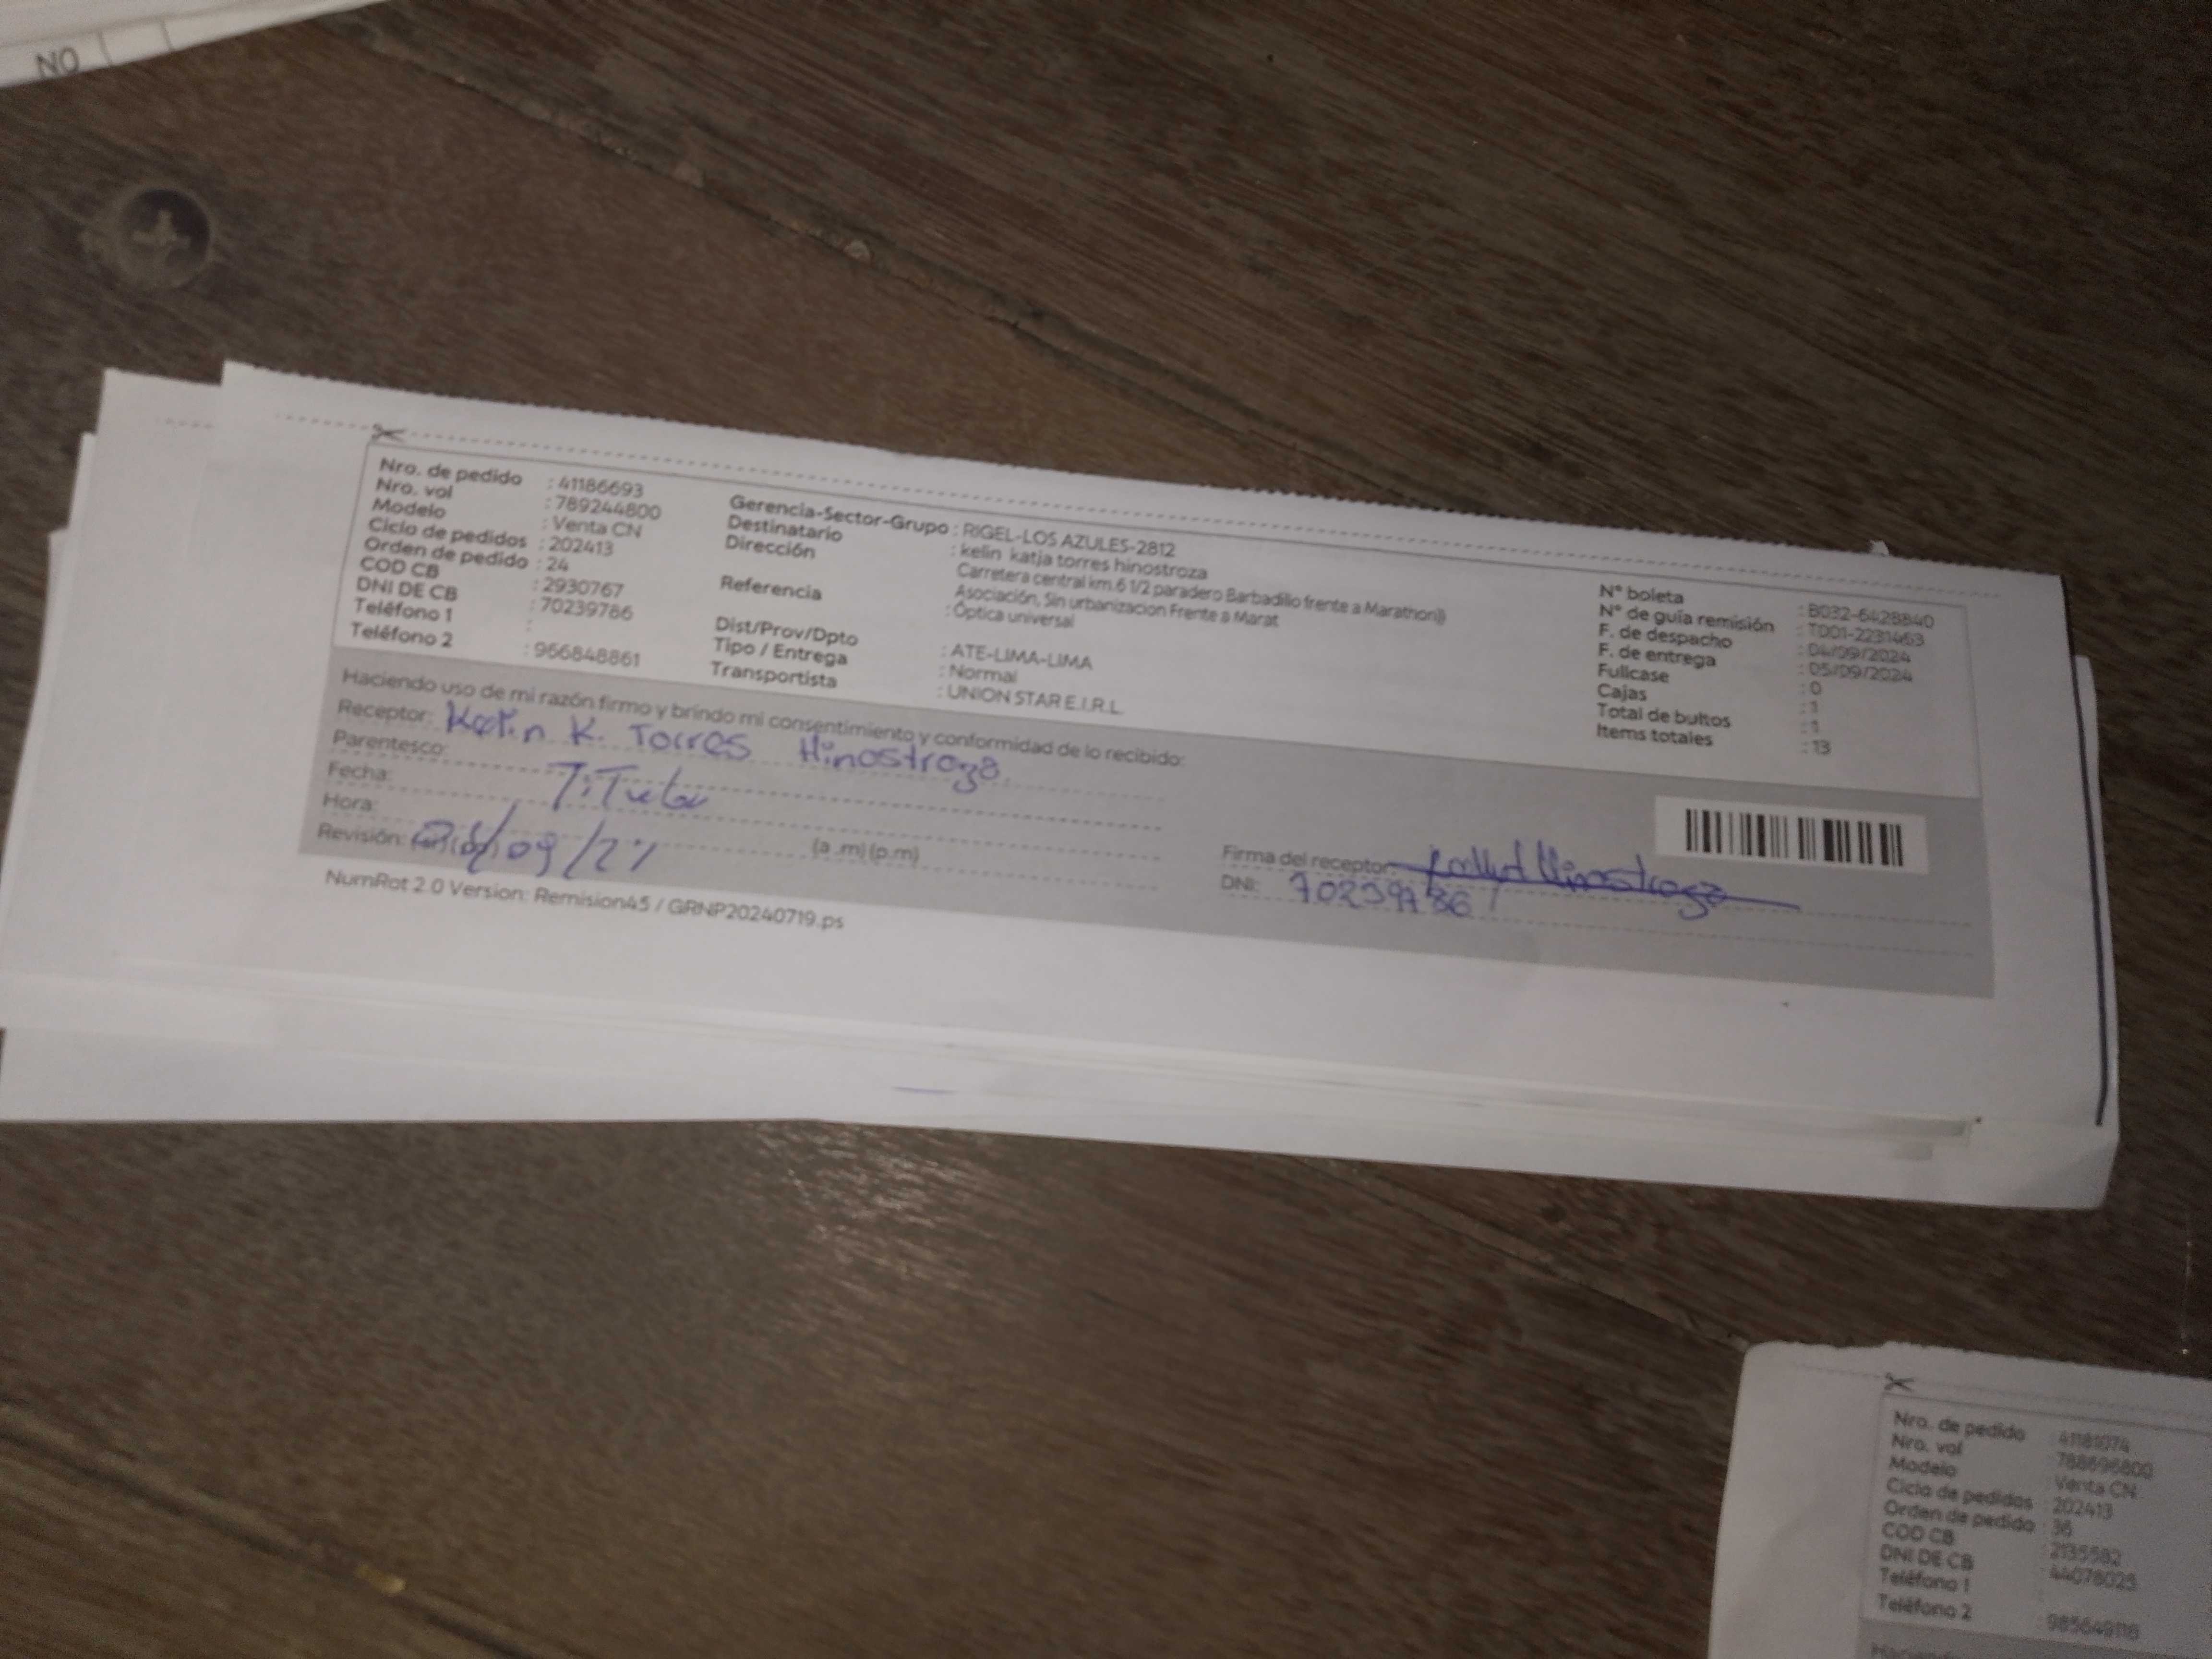 NO
Nro. de pedido : 41186693
Nro. vol : 789244800
Modelo : Venta CN
Ciclo de pedidos : 202413
Orden de pedido : 24
COD CB : 2930767
DNI DE CB : 70239786
Teléfono 1 :
Teléfono 2 : 966848861
Gerencia-Sector-Grupo : RIGEL-LOS AZULES-2812
Destinatario : kelin katja torres hinostroza
Dirección Carretera central km.6 1/2 paradero Barbadillo frente a Marathon))
Asociación, Sin urbanizacion Frente a Marat
Referencia : Óptica universal
Dist/Prov/Dpto : ATE-LIMA-LIMA
Tipo / Entrega : Normal
Transportista : UNION STAR E.I.R.L.
N° boleta : B032-6428840
N° de guía remisión : T001-2231463
F. de despacho : 04/09/2024
F. de entrega : 05/09/2024
Fullcase : 0
Cajas : 1
Total de bultos : 1
Items totales : 13
Haciendo uso de mi razón firmo y brindo mi consentimiento y conformidad de lo recibido:
Receptor: Kelin K. Torres Hinostroza
Parentesco: TiTular
Fecha:
Hora: (a .m) (p.m)
Revisión: /09/24
Firma del receptor: Hinostroza
DNI: 70239786
NumRot 2.0 Version: Remision45 / GRNP20240719.ps
Nro. de pedido : 41181074
Nro. vol : 788696800
Modelo : Venta CN
Ciclo de pedidos : 202413
Orden de pedido : 36
COD CB : 2135582
DNI DE CB : 44078025
Teléfono 1 :
Teléfono 2 : 985649116